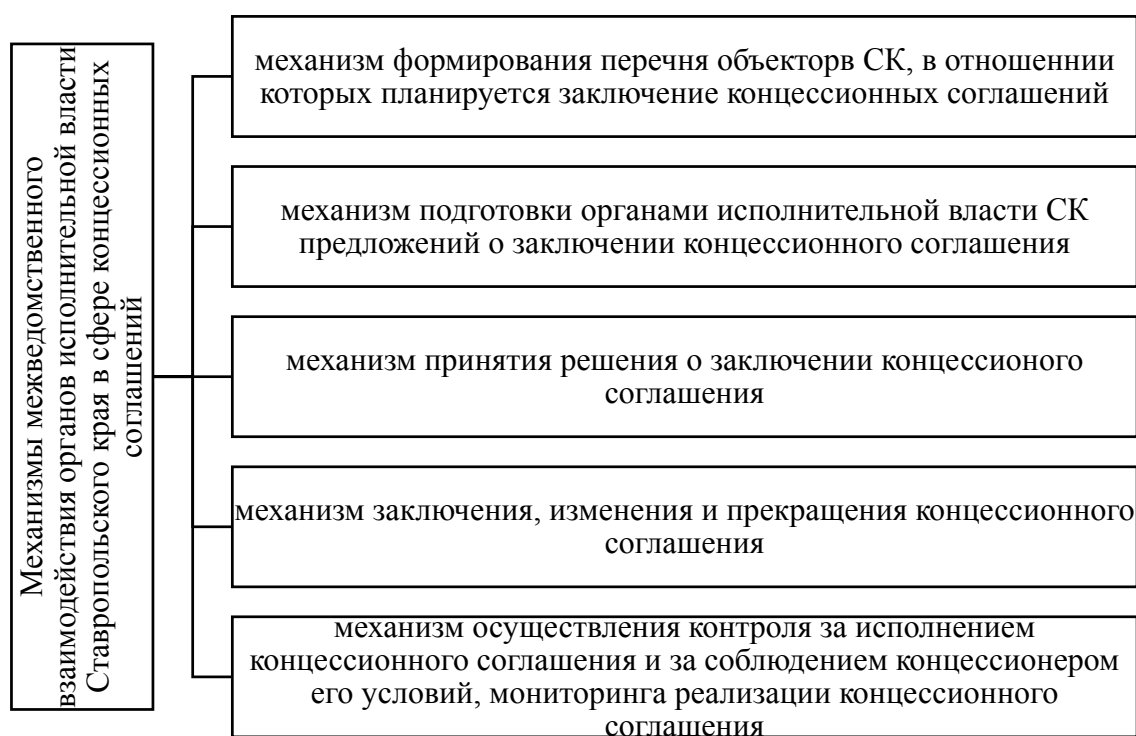 Механизмы межведомственного
взаимодействия органов исполнительной власти
Ставропольского края в сфере концессионных
соглашений
механизм формирования перечня объекторв СК, в отношеннии
которых планируется заключение концессионных соглашений
механизм подготовки органами исполнительной власти СК
предложений о заключении концессионного соглашения
механизм принятия решения о заключении концессионого
соглашения
механизм заключения, изменения и прекращения концессионного
соглашения
механизм осуществления контроля за исполнением
концессионного соглашения и за соблюдением концессионером
его условий, мониторинга реализации концессионного
соглашения